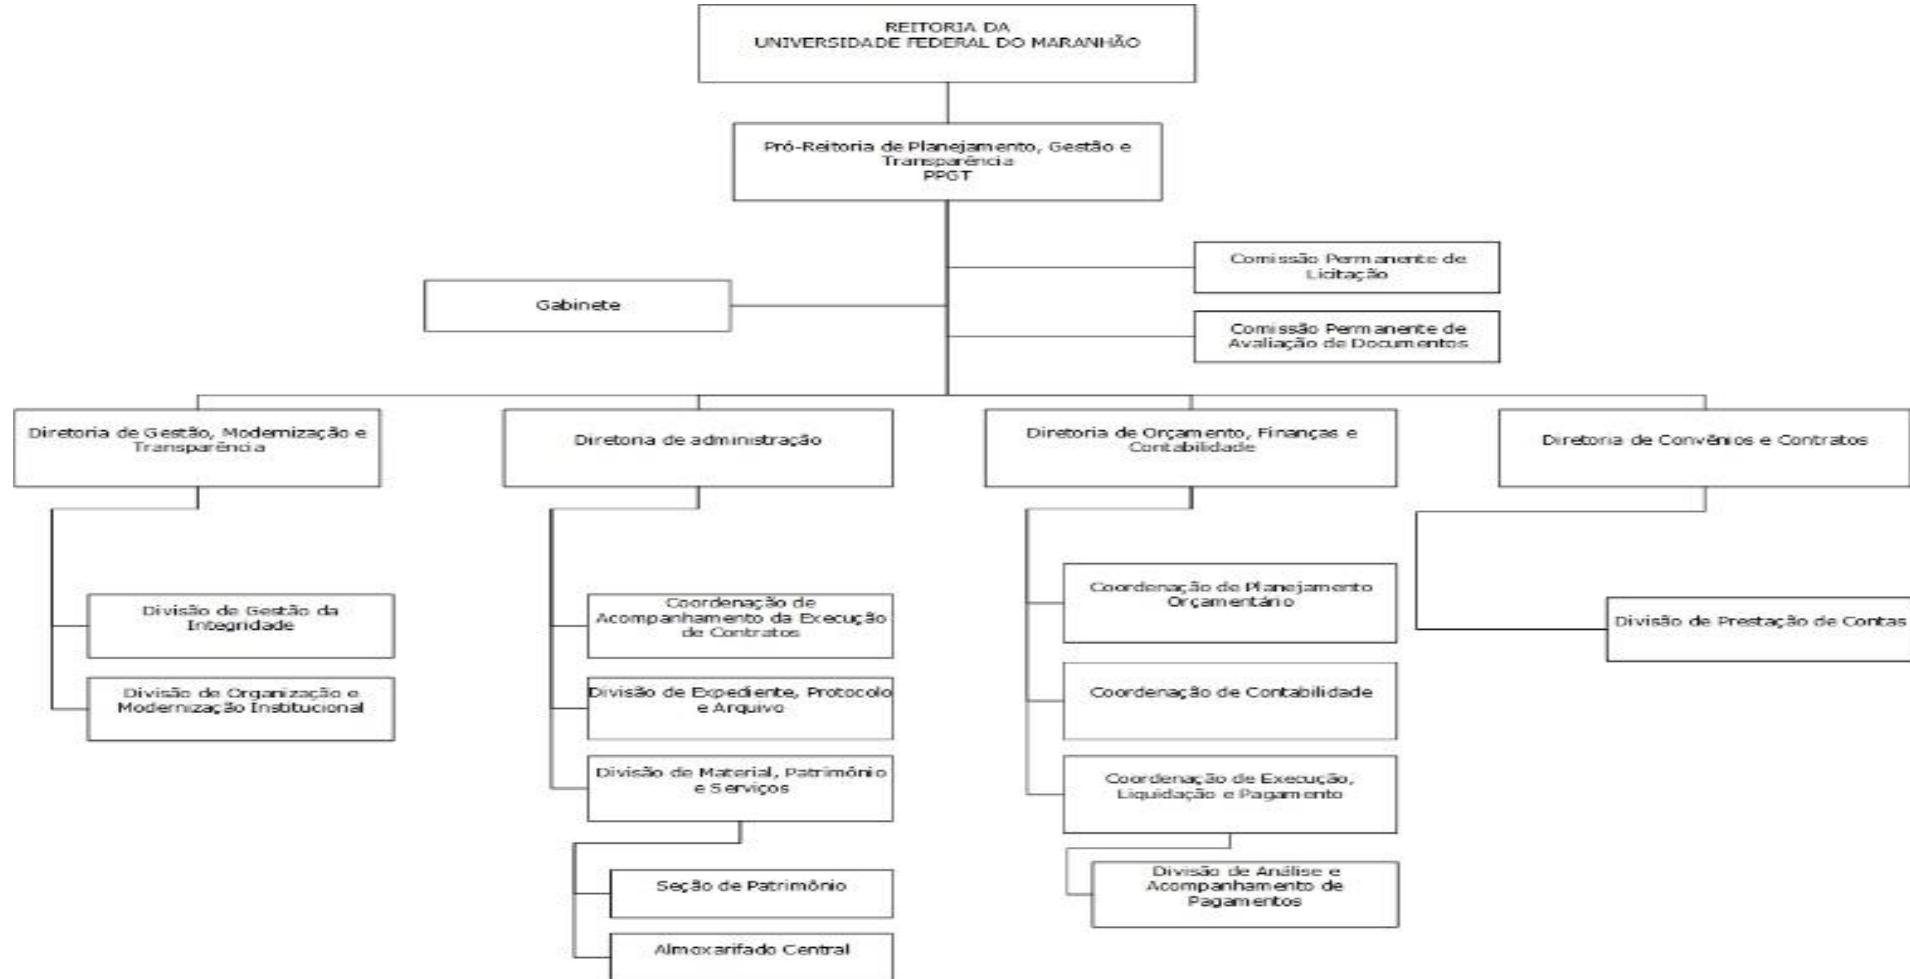 REITORIA DA
UNIVERSIDADE FEDERAL DO MARANHÃO
Pró-Reitoria de Planejamento, Gestão e
Transparência
PPGT
Comissão Permanente de
Licitação
Gabinete
Comissão Permanente de
Avaliação de Documentos
Diretoria de Gestão, Modernização e
Transparência
Diretoria de administração
Diretoria de Orçamento, Finanças e
Contabilidade
Diretoria de Convênios e Contratos
Divisão de Gestão da
Integridade
Divisão de Organização e
Modernização Institucional
Coordenação de
Acompanhamento da Execução
de Contratos
Divisão de Expediente, Protocolo
e Arquivo
Divisão de Material, Patrimônio
e Serviços
Seção de Patrimônio
Almoxarifado Central
Coordenação de Planejamento
Orçamentário
Coordenação de Contabilidade
Coordenação de Execução,
Liquidação e Pagamento
Divisão de Análise e
Acompanhamento de
Pagamentos
Divisão de Prestação de Contas